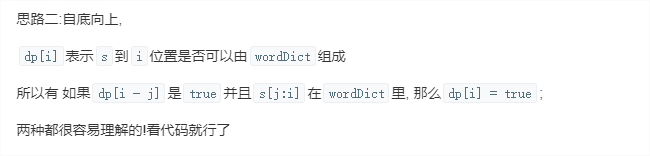 思路二:自底向上,
dp[i] 表示 s 到 i 位置是否可以由 wordDict 组成
所以有 如果 dp[i - j] 是 true 并且 s[j:i] 在 wordDict 里, 那么 dp[i] = true ;
两种都很容易理解的!看代码就行了